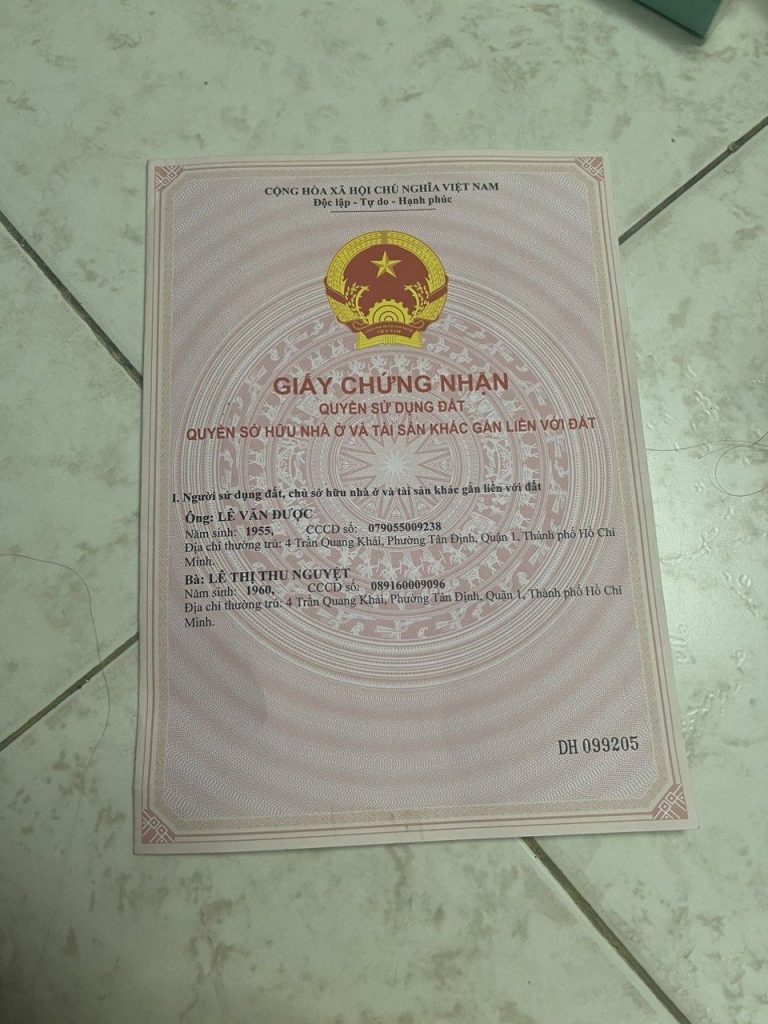 CỘNG HÒA XÃ HỘI CHỦ NGHĨA VIỆT NAM
Độc lập - Tự do - Hạnh phúc
VIỆT NAM
GIẤY CHỨNG NHẬN
QUYỀN SỬ DỤNG ĐẤT
QUYỀN SỞ HỮU NHÀ Ở VÀ TÀI SẢN KHÁC GẮN LIỀN VỚI ĐẤT
I. Người sử dụng đất, chủ sở hữu nhà ở và tài sản khác gắn liền với đất
Ông: LÊ VĂN ĐƯỢC
Năm sinh: 1955, CCCD số: 079055009238
Địa chỉ thường trú: 4 Trần Quang Khải, Phường Tân Định, Quận 1, Thành phố Hồ Chí
Minh.
Bà: LÊ THỊ THU NGUYỆT
Năm sinh: 1960, CCCD số: 089160009096
Địa chỉ thường trú: 4 Trần Quang Khải, Phường Tân Định, Quận 1, Thành phố Hồ Chí
Minh.
DH 099205